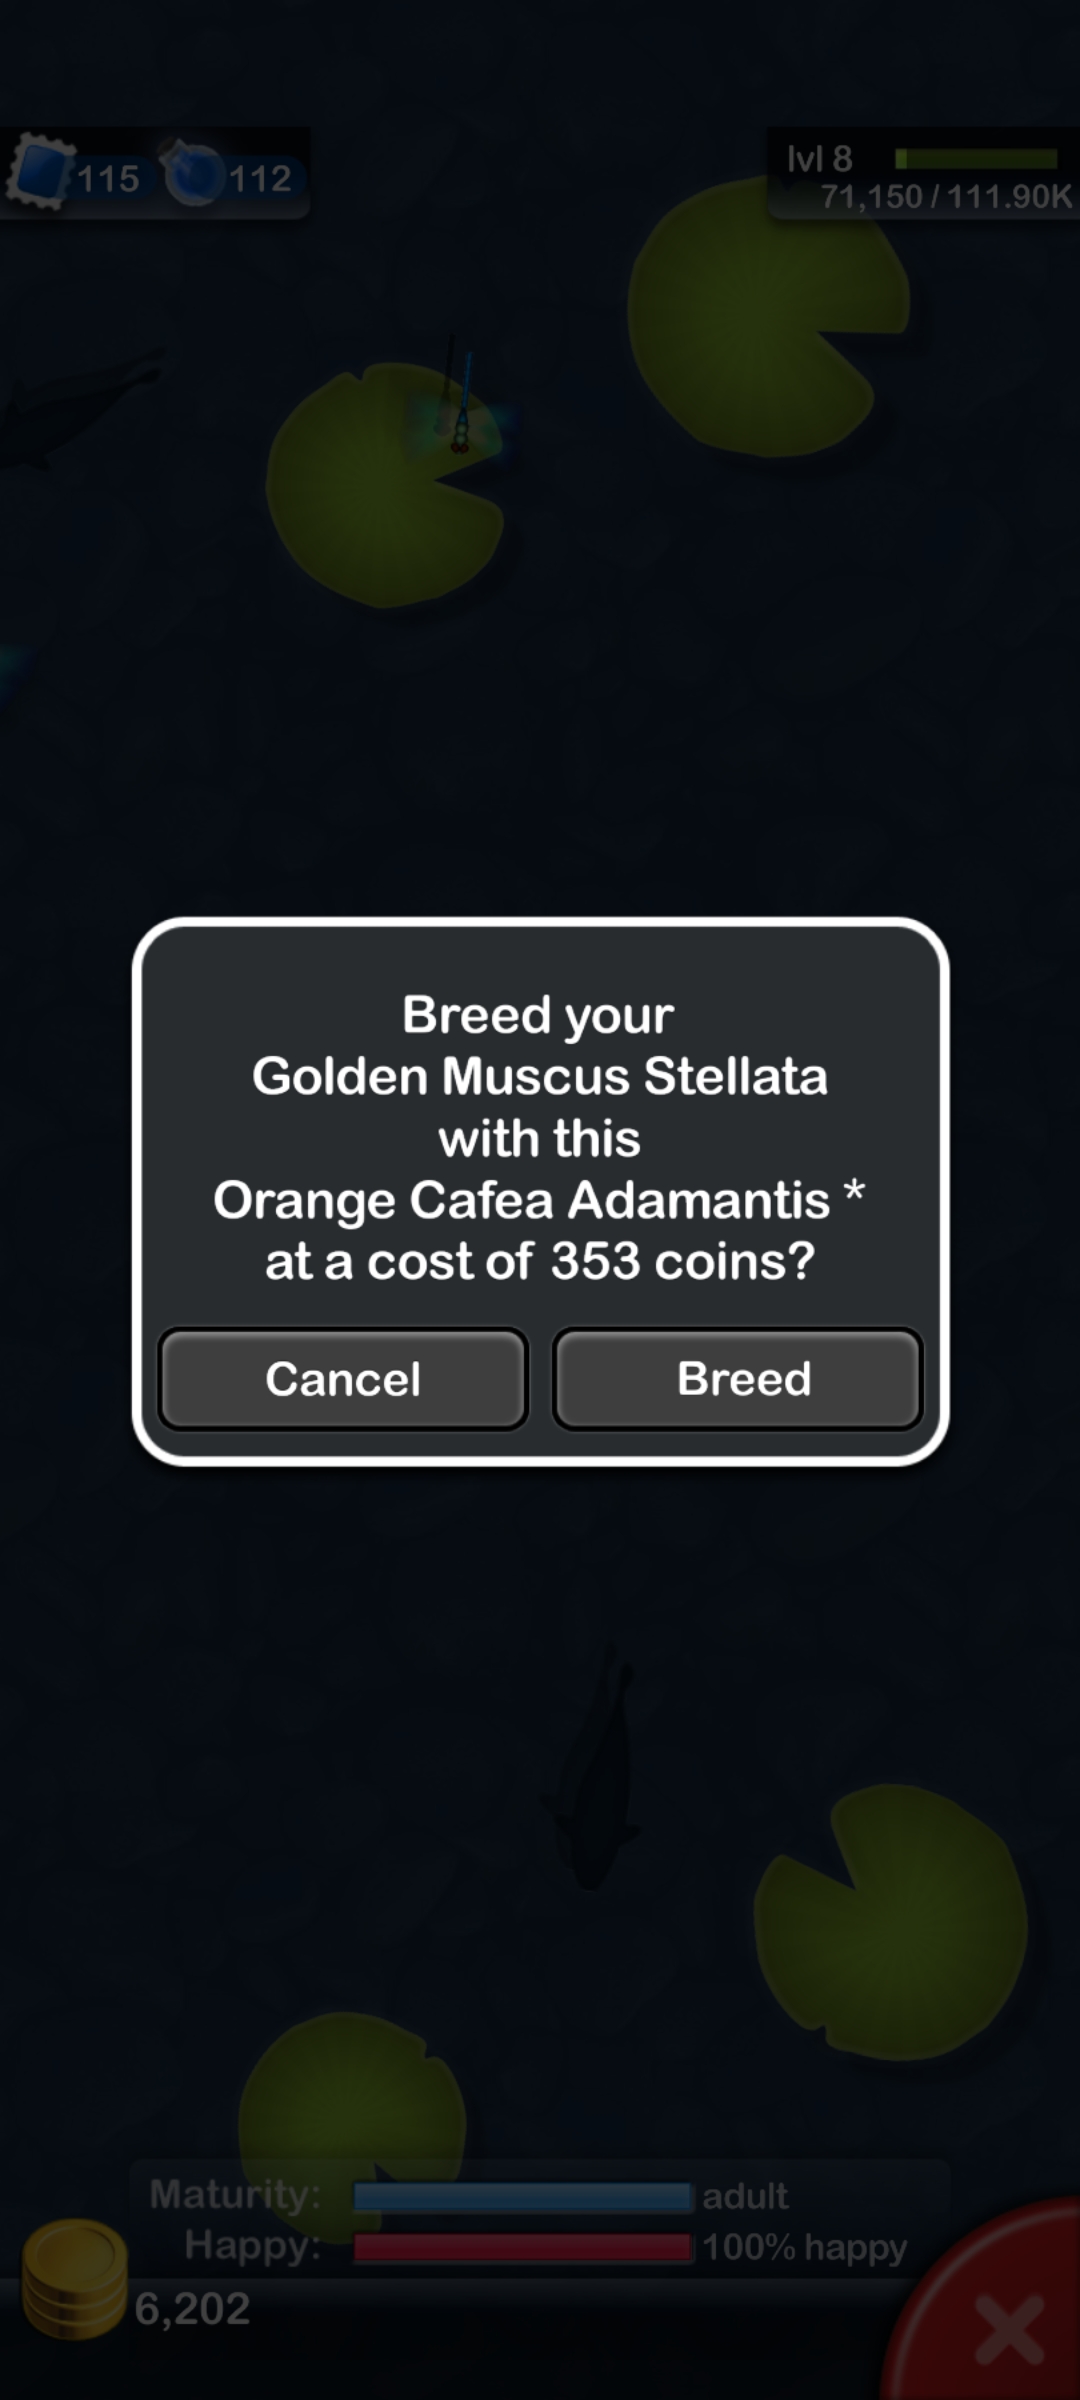 115 112
lvl 8
71,150 / 111.90K
Breed your
Golden Muscus Stellata
with this
Orange Cafea Adamantis *
at a cost of 353 coins?
Cancel Breed
Maturity: adult
Happy: 100% happy
6,202